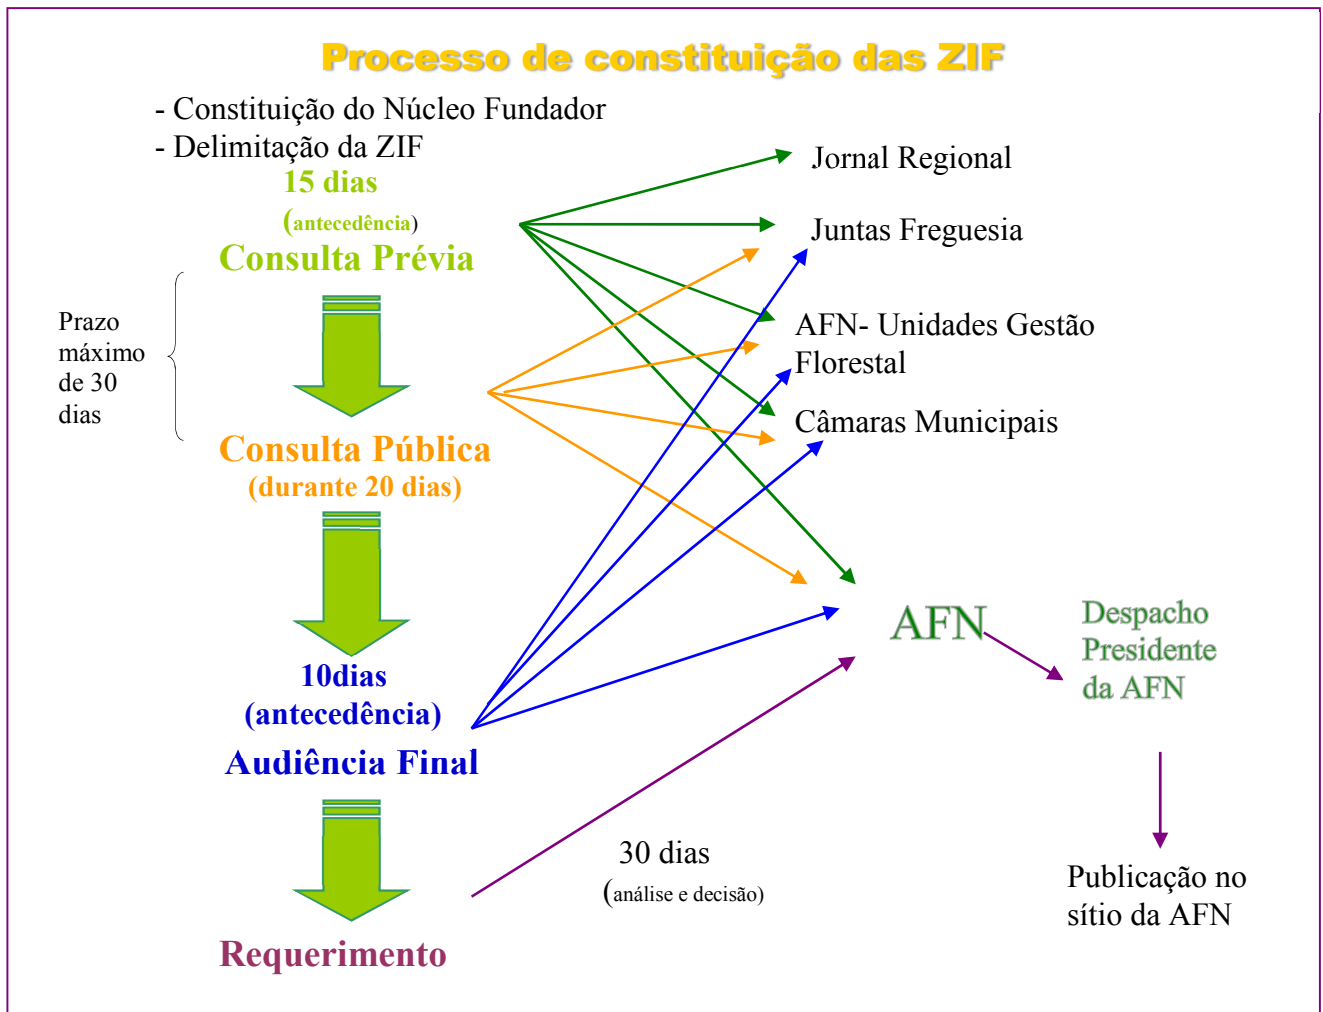 Processo de constituição das ZIF
- Constituição do Núcleo Fundador
- Delimitação da ZIF
15 dias
(antecedência)
Consulta Prévia
Prazo
máximo
de 30
dias
Consulta Pública
(durante 20 dias)
10dias
(antecedência)
Audiência Final
Requerimento
Jornal Regional
Juntas Freguesia
AFN- Unidades Gestão
Florestal
Câmaras Municipais
AFN
Despacho
Presidente
da AFN
30 dias
(análise e decisão)
Publicação no
sítio da AFN